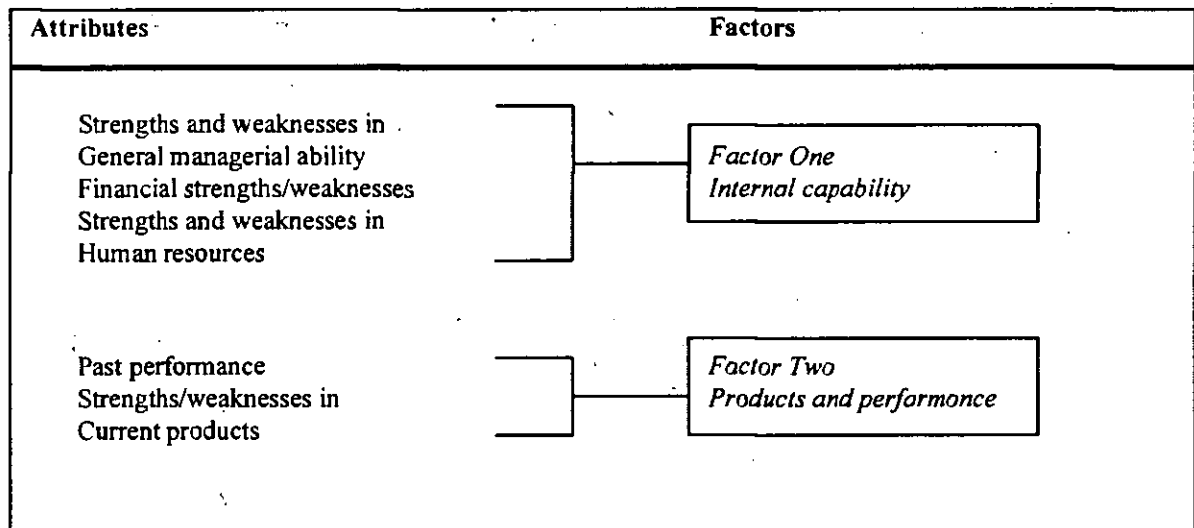 Attributes
Factors
Strengths and weaknesses in
General managerial ability
Financial strengths/weaknesses
Strengths and weaknesses in
Human resources
Factor One
Internal capability
Past performance
Strengths/weaknesses in
Current products
Factor Two
Products and performonce